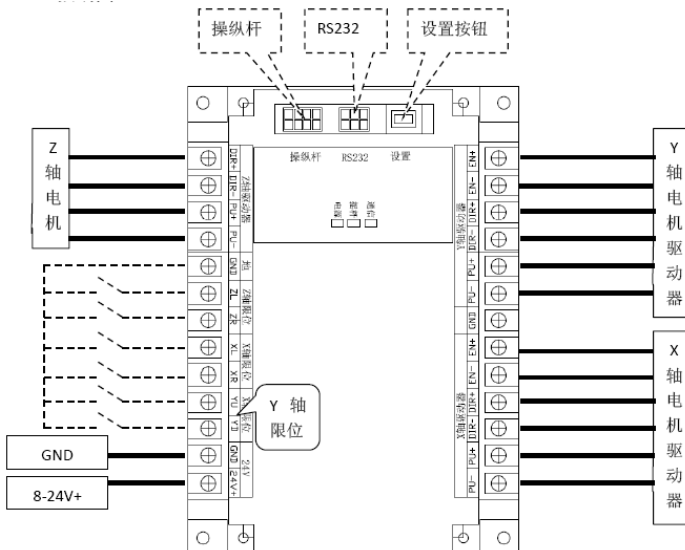 操纵杆
RS232
设置按钮
操纵杆 RS232 设置
电源
通信
Z
轴
电
机
DIR+
DIR-
PU+
PU-
GND
ZL
ZR
XL
XR
YU
YD
GND
24V+
Z轴驱动器
地
Z轴限位
X轴限位
24V
Y 轴
限位
GND
8-24V+
EN+
EN-
DIR+
DIR-
PU+
PU-
GND
EN+
EN-
DIR+
DIR-
PU+
PU-
Y轴驱动器
X轴驱动器
Y
轴
电
机
驱
动
器
X
轴
电
机
驱
动
器